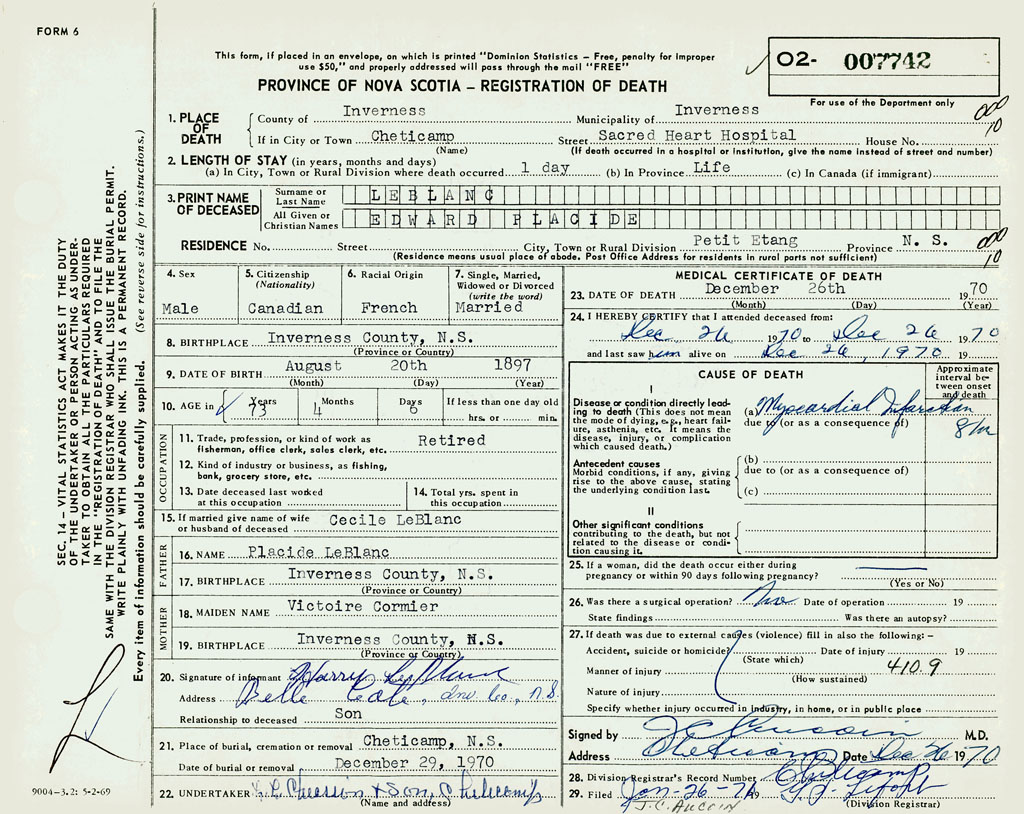 FORM 6
This form, if placed in an envelope, on which is printed "Dominion Statistics – Free, penalty for improper
use $50," and properly addressed will pass through the mail "FREE"
O2- 007742
PROVINCE OF NOVA SCOTIA – REGISTRATION OF DEATH
For use of the Department only
SEC. 14 – VITAL STATISTICS ACT MAKES IT THE DUTY
OF THE UNDERTAKER OR PERSON ACTING AS UNDER-
TAKER TO OBTAIN ALL THE PARTICULARS REQUIRED
IN THE "REGISTRATION OF DEATH" AND TO FILE THE
SAME WITH THE DIVISION REGISTRAR WHO SHALL ISSUE THE BURIAL PERMIT.
WRITE PLAINLY WITH UNFADING INK. THIS IS A PERMANENT RECORD.
Every item of information should be carefully supplied. (See reverse side for instructions.)
9004-3.2: 5-2-69
1. PLACE OF DEATH
County of Inverness Municipality of Inverness 000
10
If in City or Town Cheticamp Street Sacred Heart Hospital House No.
(Name) (If death occurred in a hospital or institution, give the name instead of street and number)
2. LENGTH OF STAY (in years, months and days)
(a) In City, Town or Rural Division where death occurred 1 day (b) In Province Life (c) In Canada (if immigrant)
3. PRINT NAME OF DECEASED
Surname or Last Name LEBLANC
All Given or Christian Names EDWARD PLACIDE
RESIDENCE No. Street City, Town or Rural Division Petit Etang Province N. S. 000
10
(Residence means usual place of abode. Post Office Address for residents in rural parts not sufficient)
4. Sex
Male
5. Citizenship
(Nationality)
Canadian
6. Racial Origin
French
7. Single, Married,
Widowed or Divorced
(write the word)
Married
8. BIRTHPLACE Inverness County, N.S.
(Province or Country)
9. DATE OF BIRTH August 20th 1897
(Month) (Day) (Year)
10. AGE in Years 73 Months 4 Days 6 If less than one day old
hrs. or min.
OCCUPATION
11. Trade, profession, or kind of work as
fisherman, office clerk, sales clerk, etc. Retired
12. Kind of industry or business, as fishing,
bank, grocery store, etc.
13. Date deceased last worked
at this occupation
14. Total yrs. spent in
this occupation
15. If married give name of wife
or husband of deceased Cecile LeBlanc
FATHER
16. NAME Placide LeBlanc
17. BIRTHPLACE Inverness County, N.S.
(Province or Country)
MOTHER
18. MAIDEN NAME Victoire Cormier
19. BIRTHPLACE Inverness County, N.S.
(Province or Country)
20. Signature of informant Harry LeBlanc
Address Belle Cote, Inv. Co., N.S.
Relationship to deceased Son
21. Place of burial, cremation or removal Cheticamp, N.S.
Date of burial or removal December 29, 1970
22. UNDERTAKER & Son, Cheticamp
(Name and address)
MEDICAL CERTIFICATE OF DEATH
23. DATE OF DEATH December 26th 1970
(Month) (Day) (Year)
24. I HEREBY CERTIFY that I attended deceased from:
Dec 26 1970 to Dec 26 1970
and last saw him alive on Dec 26, 1970 19
CAUSE OF DEATH
Approximate
interval be-
tween onset
and death
I
Disease or condition directly lead-
ing to death (This does not mean
the mode of dying, e.g., heart fail-
ure, asthenia, etc. It means the
disease, injury, or complication
which caused death.)
(a) Myocardial Infarction
due to (or as a consequence of)
Antecedent causes
Morbid conditions, if any, giving
rise to the above cause, stating
the underlying condition last.
(b)
due to (or as a consequence of)
(c)
II
Other significant conditions
contributing to the death, but not
related to the disease or condi-
tion causing it.
25. If a woman, did the death occur either during
pregnancy or within 90 days following pregnancy?
(Yes or No)
26. Was there a surgical operation? Date of operation 19
State findings Was there an autopsy?
27. If death was due to external causes (violence) fill in also the following: –
Accident, suicide or homicide? Date of injury 19
(State which)
Manner of injury 410.9
(How sustained)
Nature of injury
Specify whether injury occurred in industry, in home, or in public place
Signed by J C Aucoin M.D.
Address Cheticamp Date Dec 26 1970
28. Division Registrar's Record Number Cheticamp
29. Filed Jan-26-71
(Division Registrar)
J.C. AUCOIN